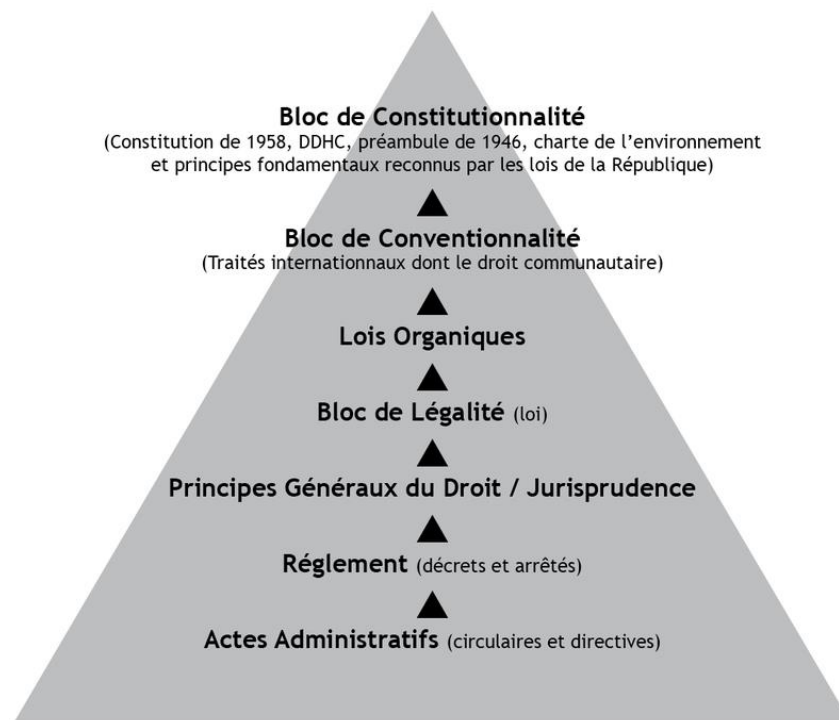 Bloc de Constitutionnalité
(Constitution de 1958, DDHC, préambule de 1946, charte de l’environnement
et principes fondamentaux reconnus par les lois de la République)
Bloc de Conventionnalité
(Traités internationnaux dont le droit communautaire)
Lois Organiques
Bloc de Légalité (loi)
Principes Généraux du Droit / Jurisprudence
Réglement (décrets et arrêtés)
Actes Administratifs (circulaires et directives)